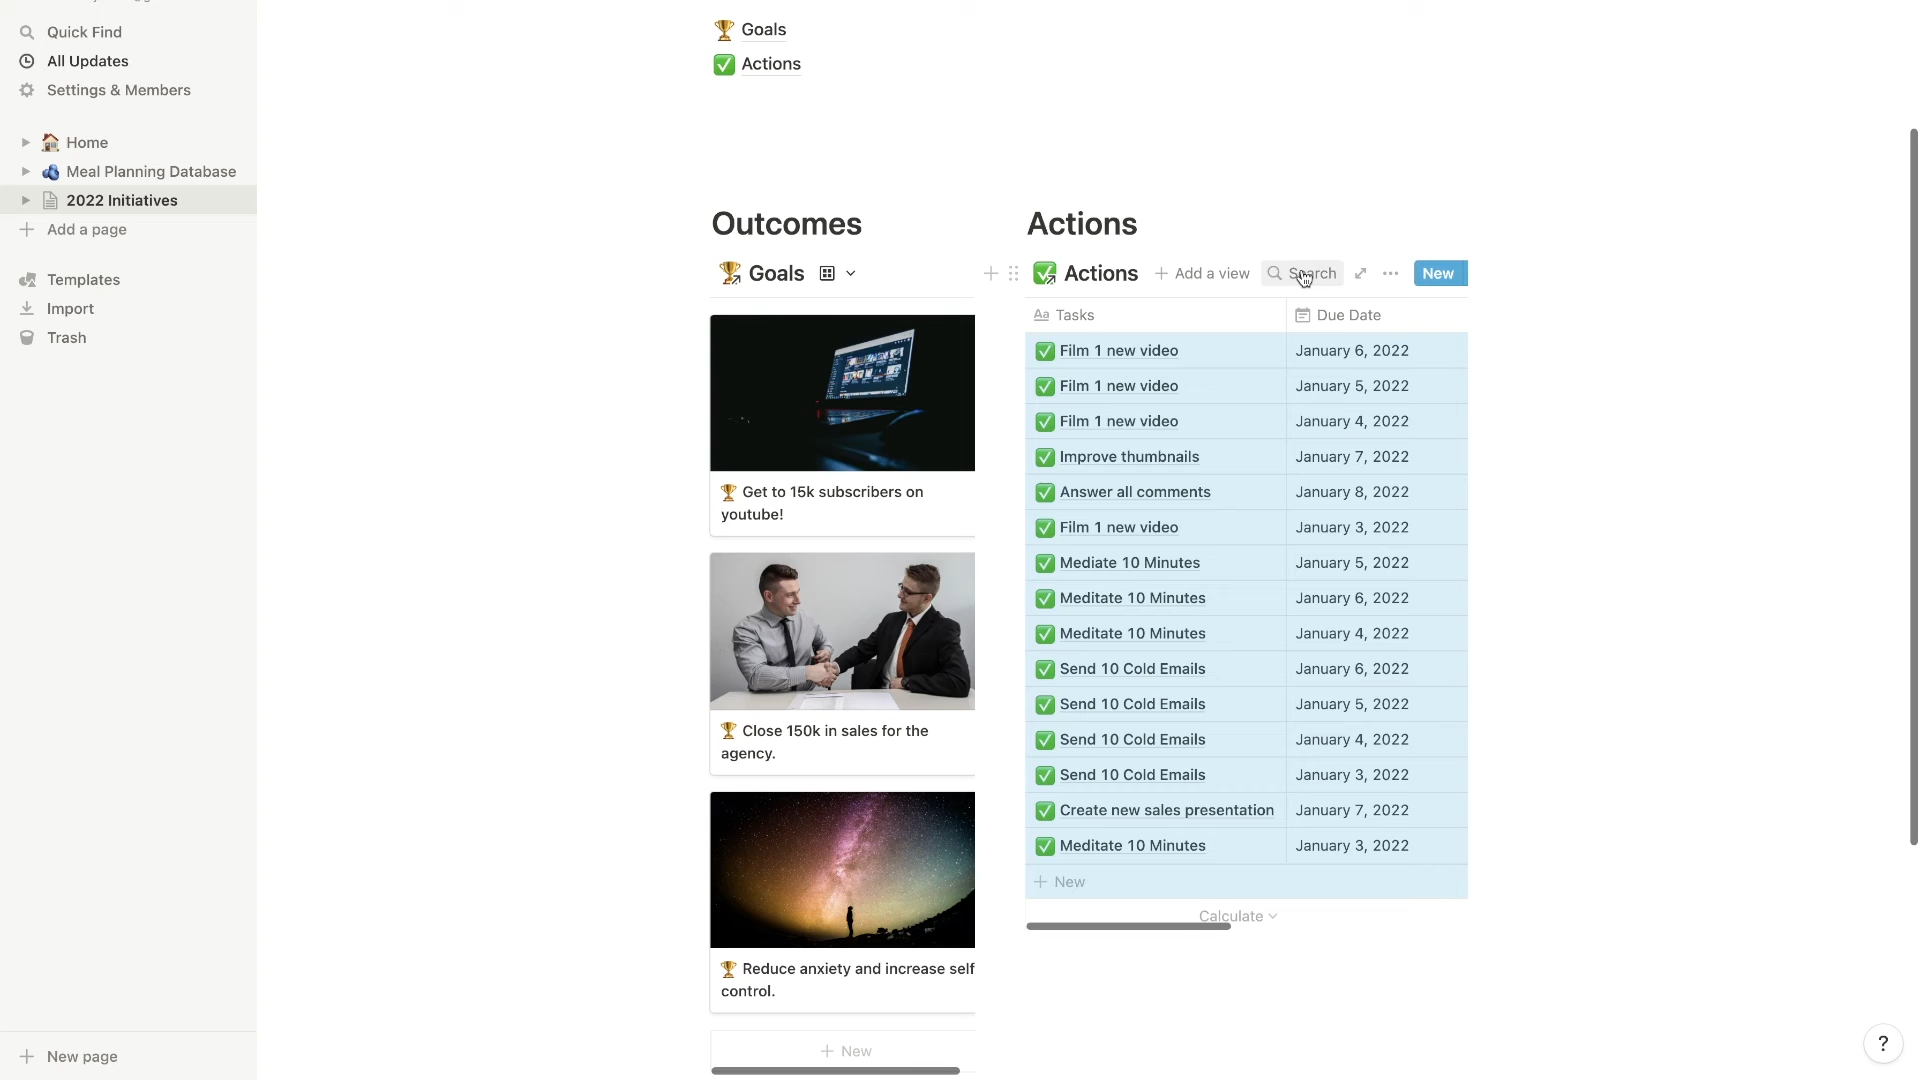 Quick Find
All Updates
Settings & Members
Home
Meal Planning Database
2022 Initiatives
Add a page
Templates
Import
Trash
New page
Goals
Actions
Outcomes
Goals
Get to 15k subscribers on
youtube!
Close 150k in sales for the
agency.
Reduce anxiety and increase self
control.
New
Actions
Actions Add a view Search New
Aa Tasks Due Date
Film 1 new video January 6, 2022
Film 1 new video January 5, 2022
Film 1 new video January 4, 2022
Improve thumbnails January 7, 2022
Answer all comments January 8, 2022
Film 1 new video January 3, 2022
Mediate 10 Minutes January 5, 2022
Meditate 10 Minutes January 6, 2022
Meditate 10 Minutes January 4, 2022
Send 10 Cold Emails January 6, 2022
Send 10 Cold Emails January 5, 2022
Send 10 Cold Emails January 4, 2022
Send 10 Cold Emails January 3, 2022
Create new sales presentation January 7, 2022
Meditate 10 Minutes January 3, 2022
New
Calculate
?